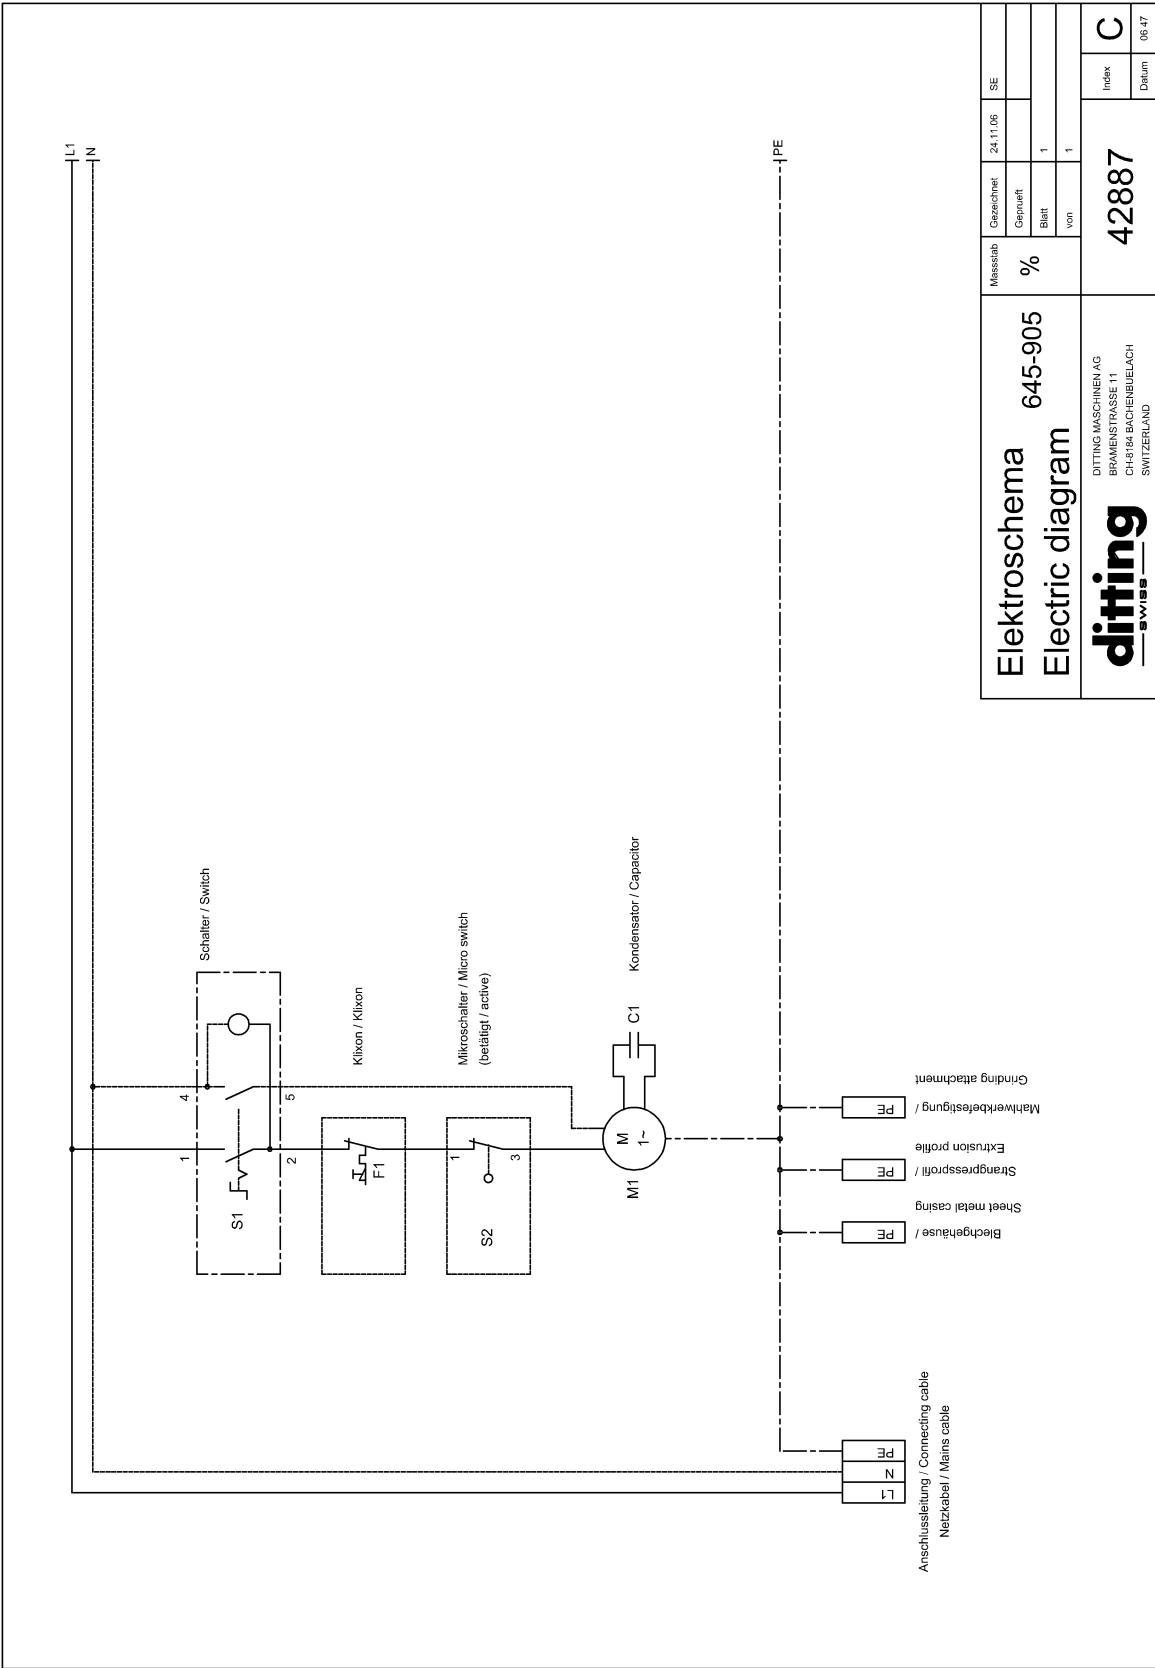 L1
N
Schalter / Switch
4
5
1
2
S1
Klixon / Klixon
F1
Mikroschalter / Micro switch
(betätigt / active)
1
3
S2
Kondensator / Capacitor
C1
M
1~
M1
PE
L1
N
PE
Anschlussleitung / Connecting cable
Netzkabel / Mains cable
PE
Blechgehäuse /
Sheet metal casing
PE
Strangpressprofil /
Extrusion profile
PE
Mahlwerkbefestigung /
Grinding attachment
Elektroschema
Electric diagram
645-905
Massstab
%
Gezeichnet
24.11.06
SE
Geprueft
Blatt
1
von
1
ditting
SWISS
DITTING MASCHINEN AG
BRAMENSTRASSE 11
CH-8184 BACHENBUELACH
SWITZERLAND
42887
Index
C
Datum
06 47